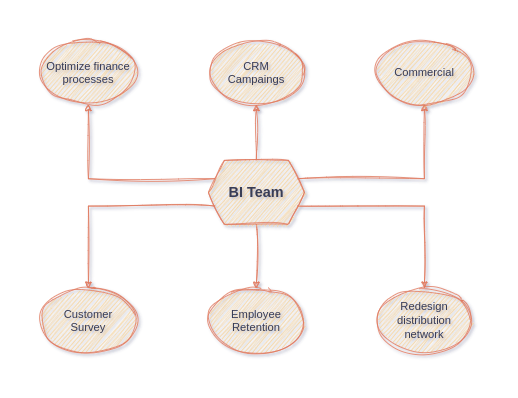 Optimize finance
processes
CRM
Campaings
Commercial
BI Team
Customer
Survey
Employee
Retention
Redesign
distribution
network